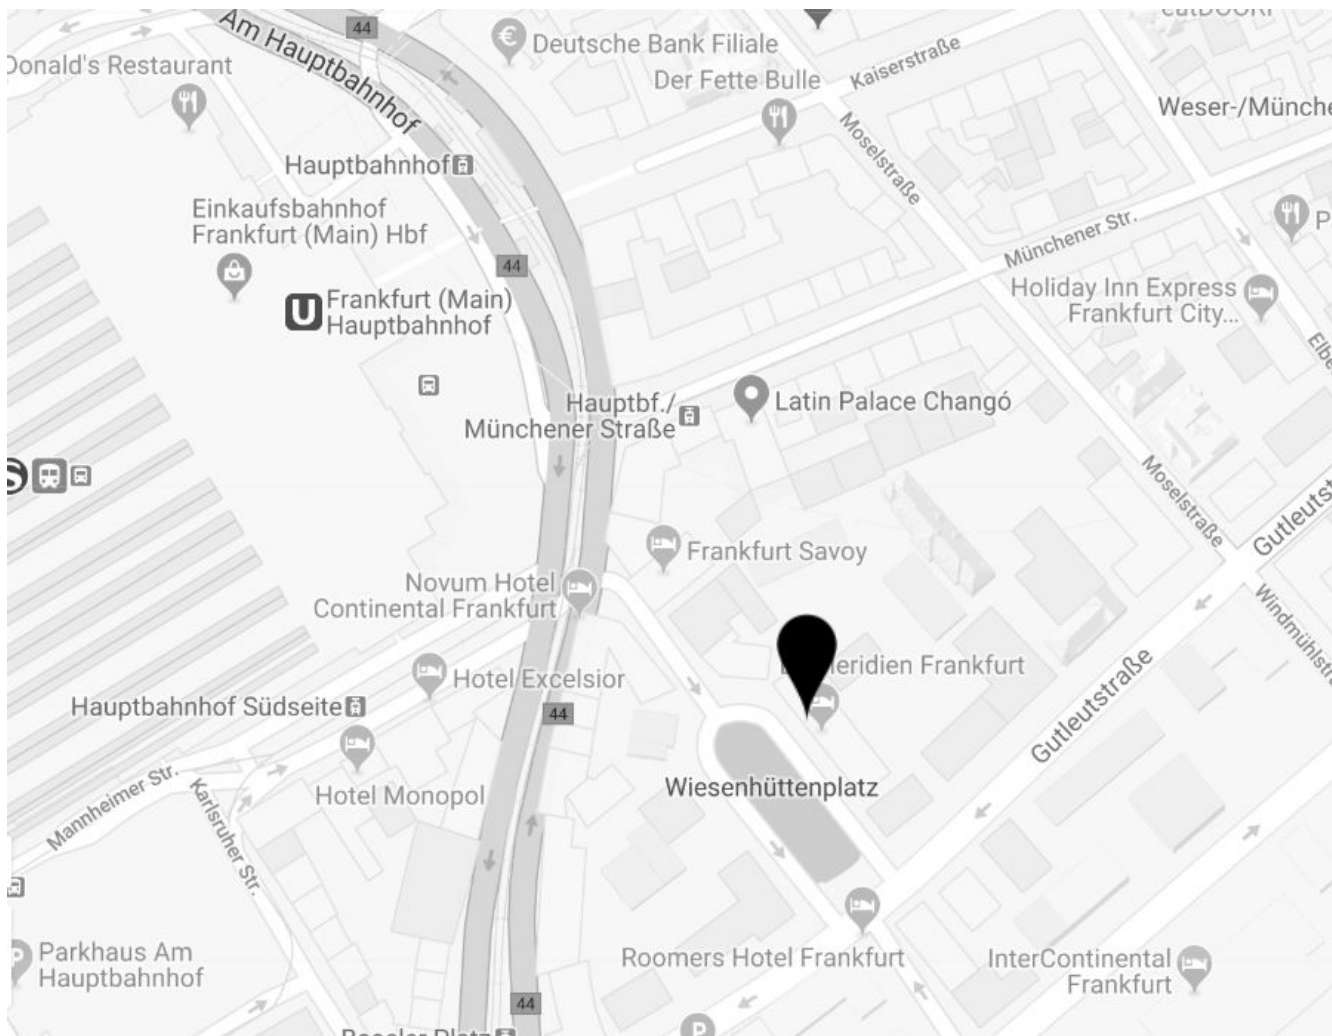 44
Am Hauptbahnhof
Deutsche Bank Filiale
Donald's Restaurant
Der Fette Bulle
Kaiserstraße
Weser-/Münche
Moselstraße
Hauptbahnhof
Einkaufsbahnhof
Frankfurt (Main) Hbf
Münchener Str.
P
44
U
Frankfurt (Main)
Hauptbahnhof
Holiday Inn Express
Frankfurt City...
Elbe
Hauptbf./
Münchener Straße
Latin Palace Changó
S
Moselstraße
Gutleutst
Frankfurt Savoy
Novum Hotel
Continental Frankfurt
Windmühlstr
Hotel Excelsior
eridien Frankfurt
Gutleutstraße
Hauptbahnhof Südseite
44
Mannheimer Str.
Karlsruher Str.
Hotel Monopol
Wiesenhüttenplatz
Parkhaus Am
Hauptbahnhof
P
Roomers Hotel Frankfurt
InterContinental
Frankfurt
44
P